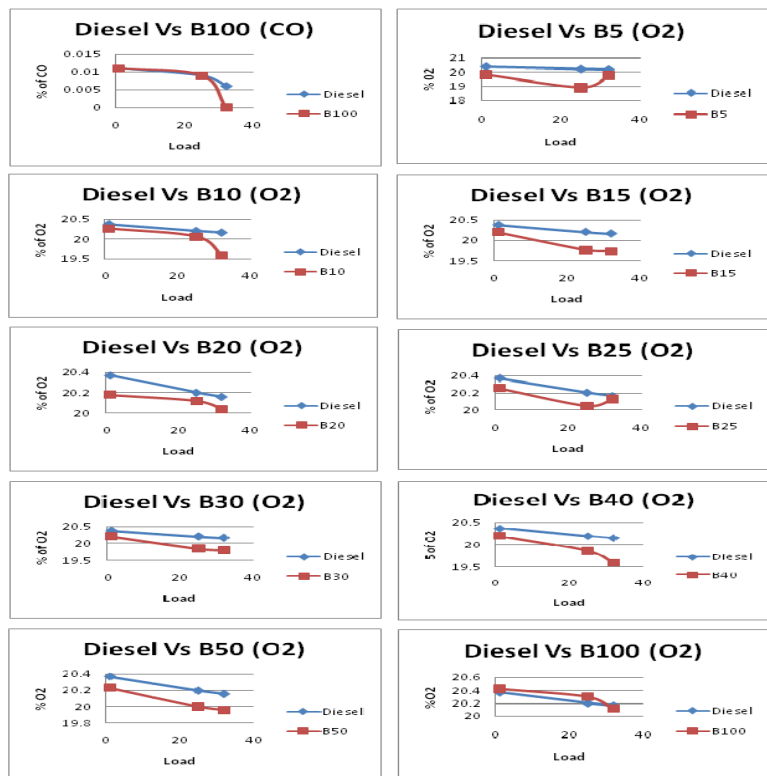 Diesel Vs B100 (CO)
% of CO
0.015
0.01
0.005
0
0 20 40
Load
Diesel
B100
Diesel Vs B5 (O2)
% O2
21
20
19
18
0 20 40
Load
Diesel
B5
Diesel Vs B10 (O2)
% of O2
20.5
20
19.5
0 20 40
Load
Diesel
B10
Diesel Vs B15 (O2)
% of O2
20.5
20
19.5
0 20 40
Load
Diesel
B15
Diesel Vs B20 (O2)
% of O2
20.4
20.2
20
0 20 40
Load
Diesel
B20
Diesel Vs B25 (O2)
% of O2
20.4
20.2
20
0 20 40
Load
Diesel
B25
Diesel Vs B30 (O2)
% of O2
20.5
20
19.5
0 20 40
Load
Diesel
B30
Diesel Vs B40 (O2)
5 of O2
20.5
20
19.5
0 20 40
Load
Diesel
B40
Diesel Vs B50 (O2)
% O2
20.4
20.2
20
19.8
0 20 40
Load
Diesel
B50
Diesel Vs B100 (O2)
%O2
20.6
20.4
20.2
20
0 20 40
Load
Diesel
B100